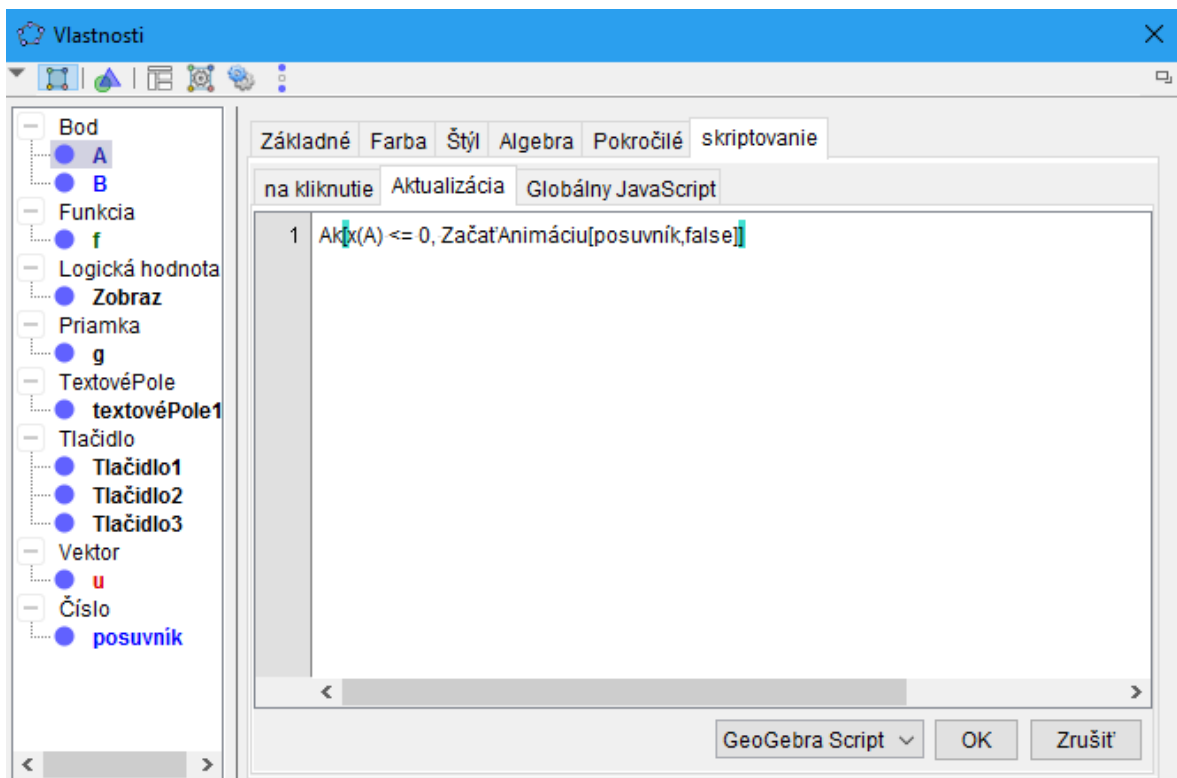 Vlastnosti
Bod
A
B
Funkcia
f
Logická hodnota
Zobraz
Priamka
g
TextovéPole
textovéPole1
Tlačidlo
Tlačidlo1
Tlačidlo2
Tlačidlo3
Vektor
u
Číslo
posuvník
Základné Farba Štýl Algebra Pokročilé skriptovanie
na kliknutie Aktualizácia Globálny JavaScript
1 Ak[x(A) <= 0, ZačaťAnimáciu[posuvník,false]]
GeoGebra Script OK Zrušiť